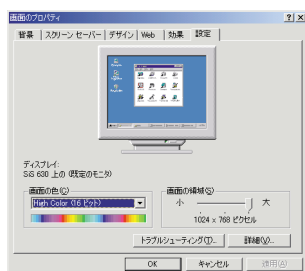 画面のプロパティ
背景 スクリーン セーバー デザイン Web 効果 設定
ディスプレイ:
SiS 630 上の (既定のモニタ)
画面の色(C)
High Color (16 ビット)
画面の領域(S)
小 大
1024 x 768 ピクセル
トラブルシューティング(T)... 詳細(V)...
OK キャンセル 適用(A)